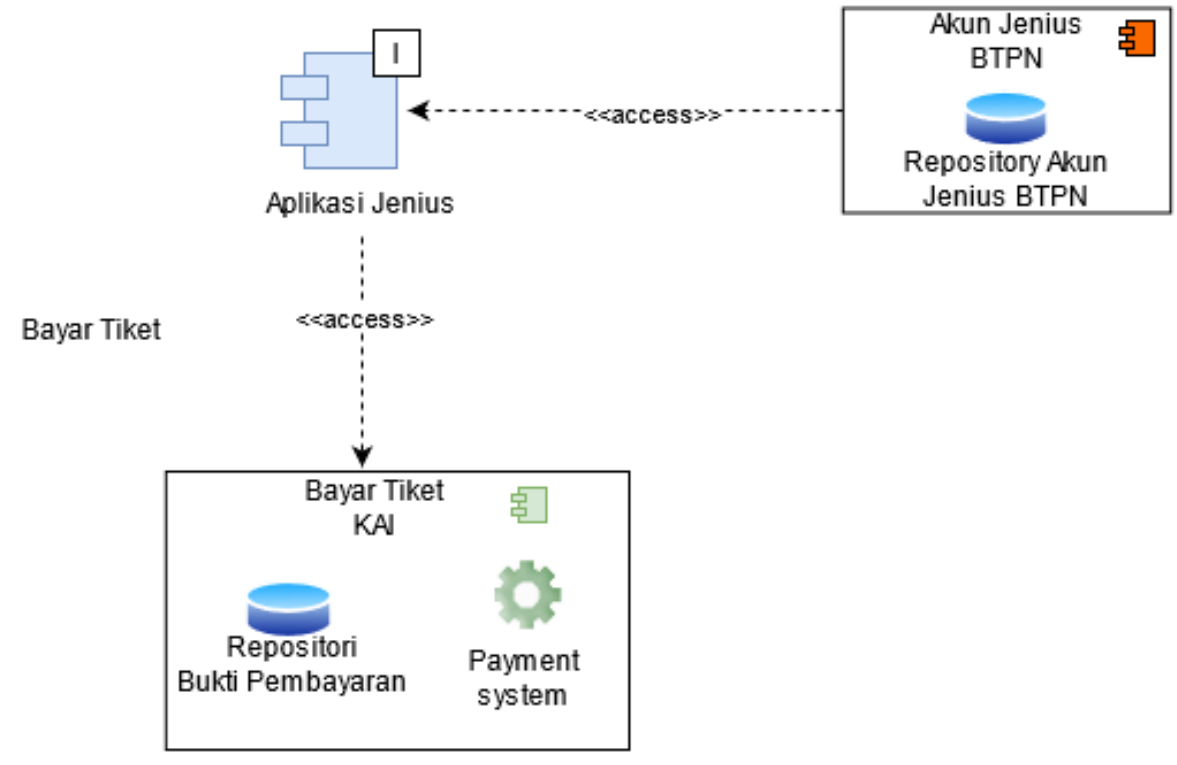 I
Aplikasi Jenius
<<access>>
Akun Jenius
BTPN
Repository Akun
Jenius BTPN
Bayar Tiket
<<access>>
Bayar Tiket
KAI
Repositori
Bukti Pembayaran
Payment
system